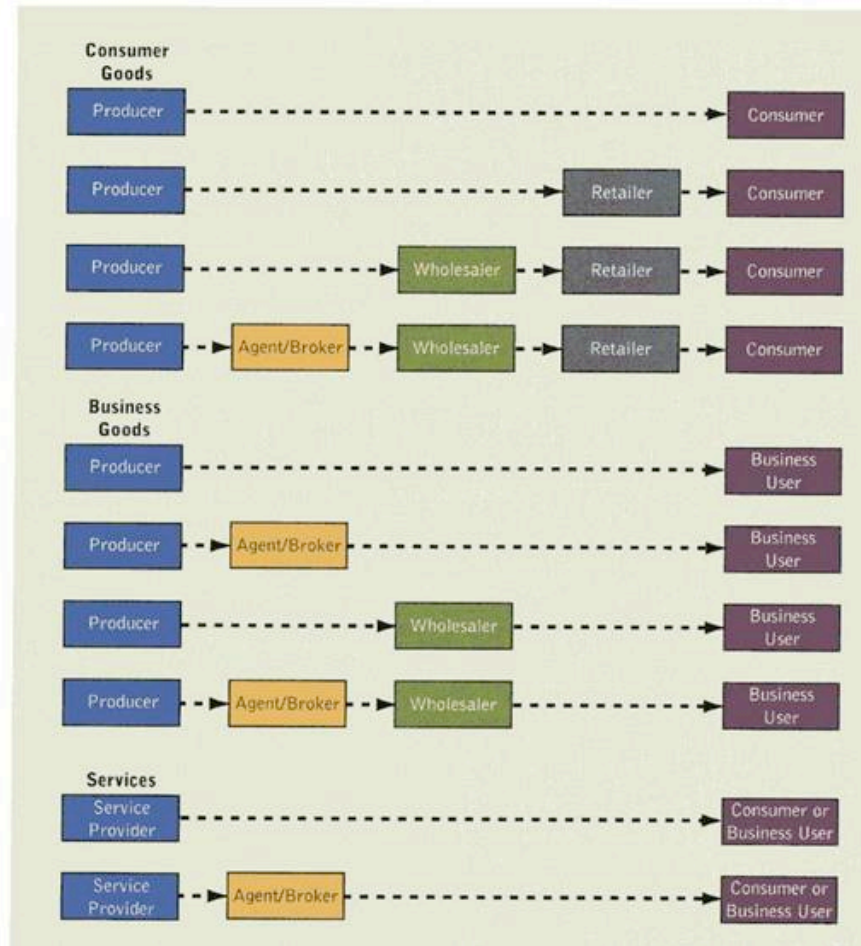 Consumer
Goods
Producer
Consumer
Producer
Retailer
Consumer
Producer
Wholesaler
Retailer
Consumer
Producer
Agent/Broker
Wholesaler
Retailer
Consumer
Business
Goods
Producer
Business
User
Producer
Agent/Broker
Business
User
Producer
Wholesaler
Business
User
Producer
Agent/Broker
Wholesaler
Business
User
Services
Service
Provider
Consumer or
Business User
Service
Provider
Agent/Broker
Consumer or
Business User